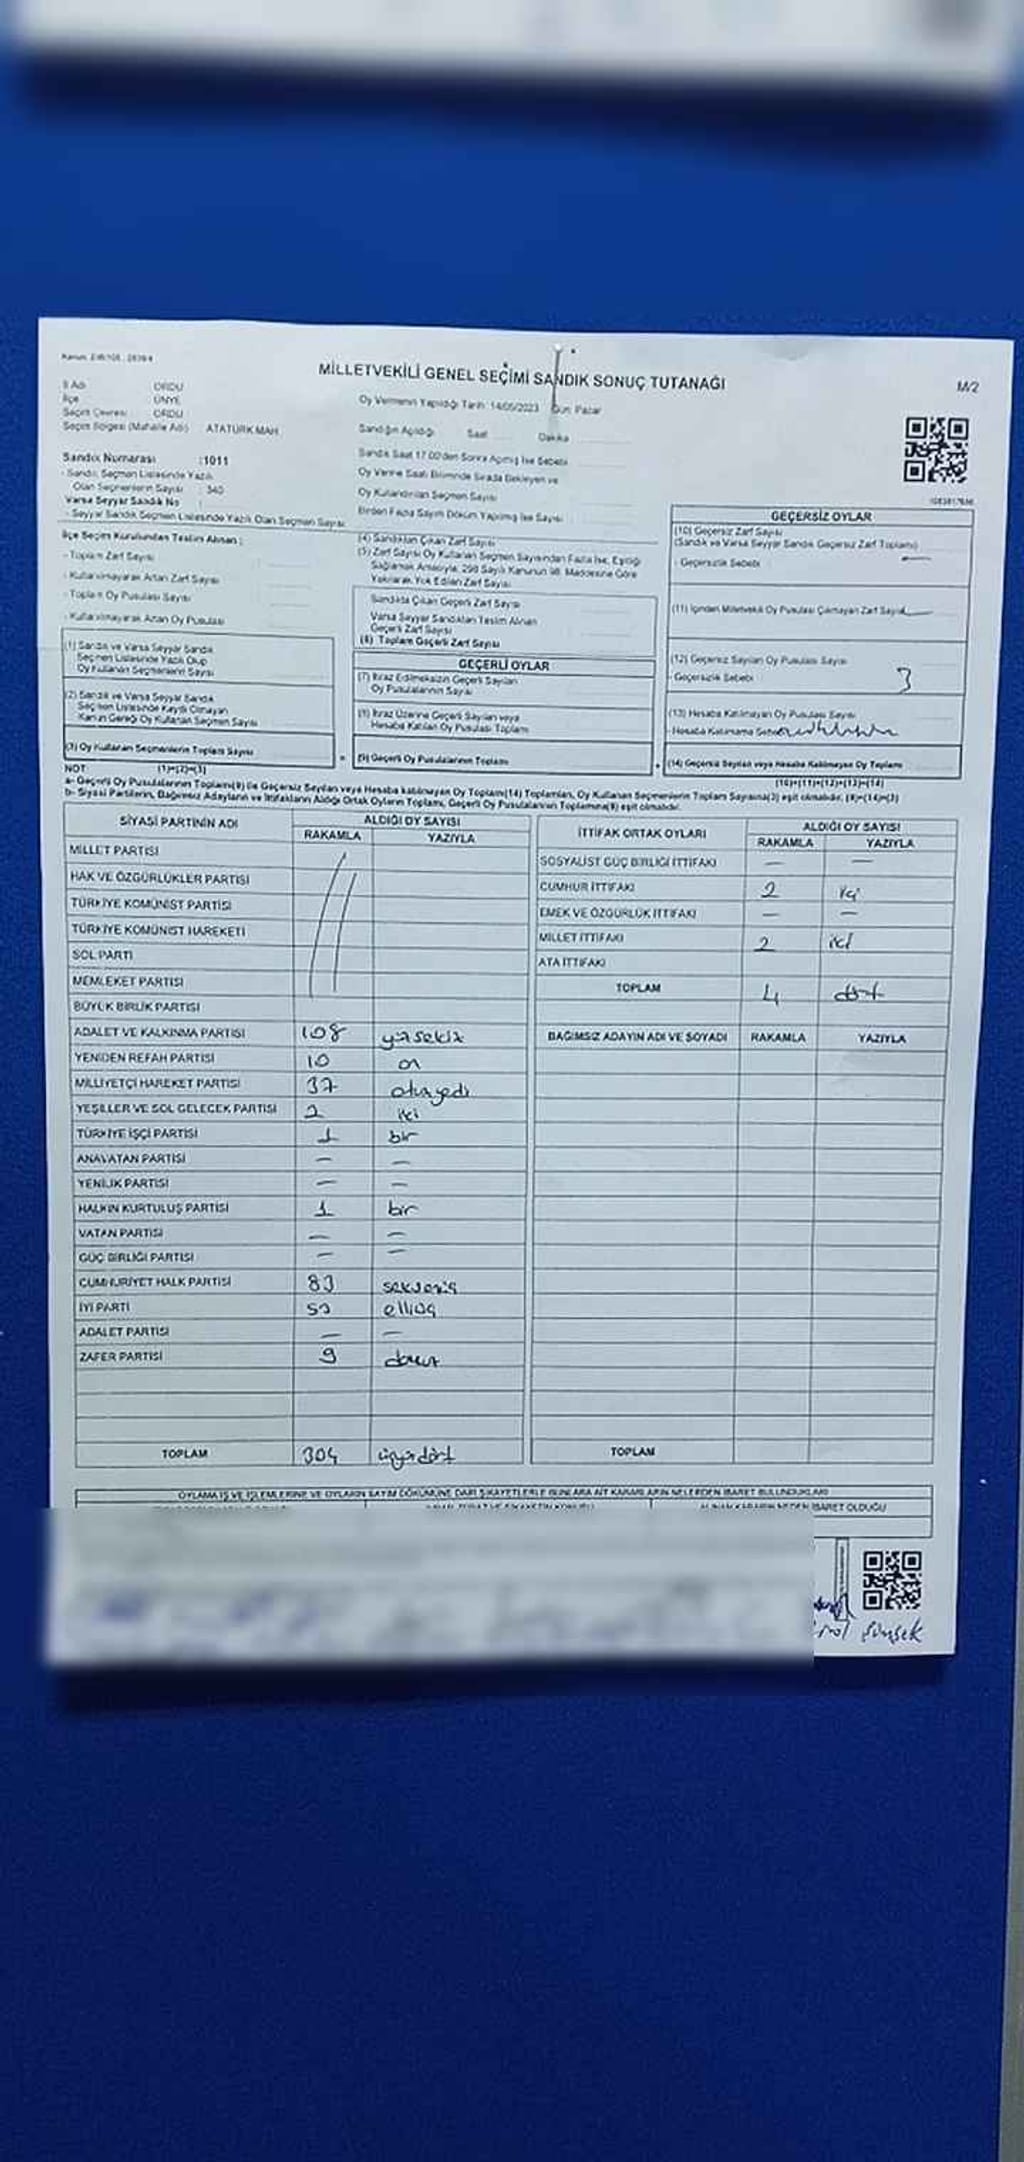 MİLLETVEKİLİ GENEL SEÇİMİ SANDIK SONUÇ TUTANAĞI
M/2
İl Adı ORDU
İlçe ÜNYE
Seçim Çevresi ORDU
Seçim Bölgesi (Mahalle Adı) ATATÜRK MAH.
Sandık Numarası :1011
- Sandık Seçmen Listesinde Yazılı
Olan Seçmenlerin Sayısı : 340
Varsa Seyyar Sandık No
- Seyyar Sandık Seçmen Listesinde Yazılı Olan Seçmen Sayısı
Oy Vermenin Yapıldığı Tarih: 14/05/2023 Gün: Pazar
Sandığın Açıldığı Saat Dakika
Sandık Saat 17:00'den Sonra Açılmış İse Sebebi
Oy Verme Saati Bitiminde Sırada Bekleyen ve
Oy Kullandırılan Seçmen Sayısı
Birden Fazla Sayım Döküm Yapılmış İse Sayısı
İlçe Seçim Kurulundan Teslim Alınan :
- Toplam Zarf Sayısı
- Kullanılmayarak Artan Zarf Sayısı
- Toplam Oy Pusulası Sayısı
- Kullanılmayarak Artan Oy Pusulası
(1) Sandık ve Varsa Seyyar Sandık
Seçmen Listesinde Yazılı Olup
Oy Kullanan Seçmenlerin Sayısı
(2) Sandık ve Varsa Seyyar Sandık
Seçmen Listesinde Kayıtlı Olmayan
Kanun Gereği Oy Kullanan Seçmen Sayısı
(3) Oy Kullanan Seçmenlerin Toplam Sayısı
(1)+(2)=(3)
(4) Sandıktan Çıkan Zarf Sayısı
(5) Zarf Sayısı Oy Kullanan Seçmen Sayısından Fazla İse, Eşitliği
Sağlamak Amacıyla, 298 Sayılı Kanunun 98. Maddesine Göre
Yakılarak Yok Edilen Zarf Sayısı
Sandıkta Çıkan Geçerli Zarf Sayısı
Varsa Seyyar Sandıktan Teslim Alınan
Geçerli Zarf Sayısı
(6) Toplam Geçerli Zarf Sayısı
GEÇERLİ OYLAR
(7) İtiraz Edilmeksizin Geçerli Sayılan
Oy Pusulalarının Sayısı
(8) İtiraz Üzerine Geçerli Sayılan veya
Hesaba Katılan Oy Pusulası Toplamı
(9) Geçerli Oy Pusulalarının Toplamı
GEÇERSİZ OYLAR
(10) Geçersiz Zarf Sayısı
(Sandık ve Varsa Seyyar Sandık Geçersiz Zarf Toplamı)
- Geçersizlik Sebebi —
(11) İçinden Milletvekili Oy Pusulası Çıkmayan Zarf Sayısı —
(12) Geçersiz Sayılan Oy Pusulası Sayısı
- Geçersizlik Sebebi 3
(13) Hesaba Katılmayan Oy Pusulası Sayısı
- Hesaba Katılmama Sebebi
(14) Geçersiz Sayılan veya Hesaba Katılmayan Oy Toplamı
(10)+(11)+(12)+(13)=(14)
NOT:
a- Geçerli Oy Pusulalarının Toplamı(9) ile Geçersiz Sayılan veya Hesaba katılmayan Oy Toplamı(14) Toplamları, Oy Kullanan Seçmenlerin Toplam Sayısına(3) eşit olmalıdır. (9)+(14)=(3)
b- Siyasi Partilerin, Bağımsız Adayların ve İttifakların Aldığı Ortak Oyların Toplamı, Geçerli Oy Pusulalarının Toplamına(9) eşit olmalıdır.
SİYASİ PARTİNİN ADI ALDIĞI OY SAYISI
RAKAMLA YAZIYLA
MİLLET PARTİSİ
HAK VE ÖZGÜRLÜKLER PARTİSİ
TÜRKİYE KOMÜNİST PARTİSİ
TÜRKİYE KOMÜNİST HAREKETİ
SOL PARTİ
MEMLEKET PARTİSİ
BÜYÜK BİRLİK PARTİSİ
ADALET VE KALKINMA PARTİSİ 108 yüzsekiz
YENİDEN REFAH PARTİSİ 10 on
MİLLİYETÇİ HAREKET PARTİSİ 37 otuzyedi
YEŞİLLER VE SOL GELECEK PARTİSİ 2 iki
TÜRKİYE İŞÇİ PARTİSİ 1 bir
ANAVATAN PARTİSİ — —
YENİLİK PARTİSİ — —
HALKIN KURTULUŞ PARTİSİ 1 bir
VATAN PARTİSİ — —
GÜÇ BİRLİĞİ PARTİSİ — —
CUMHURİYET HALK PARTİSİ 83 seksenüç
İYİ PARTİ 53 elliüç
ADALET PARTİSİ — —
ZAFER PARTİSİ 9 dokuz
TOPLAM 304 üçyüzdört
İTTİFAK ORTAK OYLARI ALDIĞI OY SAYISI
RAKAMLA YAZIYLA
SOSYALİST GÜÇ BİRLİĞİ İTTİFAKI — —
CUMHUR İTTİFAKI 2 iki
EMEK VE ÖZGÜRLÜK İTTİFAKI — —
MİLLET İTTİFAKI 2 iki
ATA İTTİFAKI
TOPLAM 4 dört
BAĞIMSIZ ADAYIN ADI VE SOYADI RAKAMLA YAZIYLA
TOPLAM
OYLAMA İŞ VE İŞLEMLERİNE VE OYLARIN SAYIM DÖKÜMÜNE DAİR ŞİKAYETLERLE BUNLARA AİT KARARLARIN NELERDEN İBARET BULUNDUKLARI
ALINAN KARARIN NEDEN İBARET OLDUĞU
Şimşek